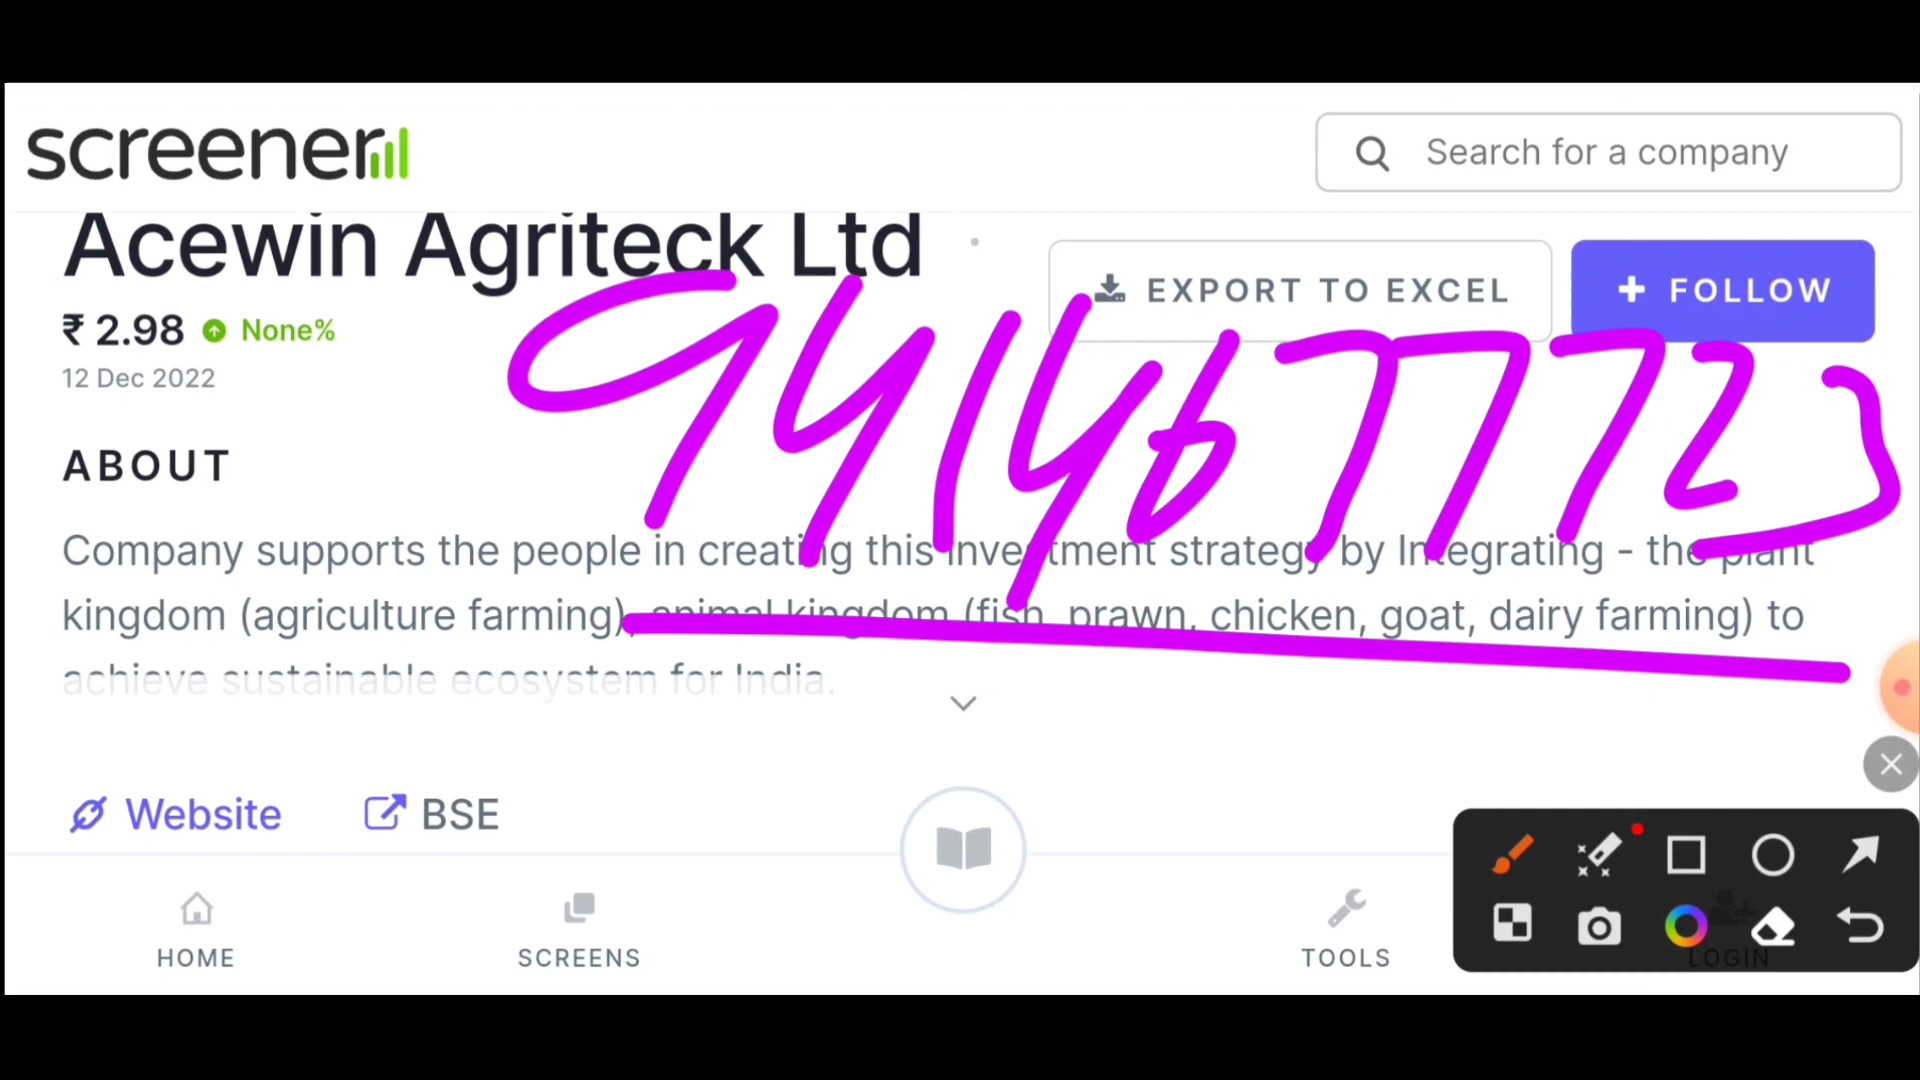 screener
Search for a company
Acewin Agriteck Ltd
EXPORT TO EXCEL
+ FOLLOW
₹ 2.98 None%
12 Dec 2022
9414677723
ABOUT
Company supports the people in creating this investment strategy by Integrating - the plant
kingdom (agriculture farming), animal kingdom (fish, prawn, chicken, goat, dairy farming) to
achieve sustainable ecosystem for India.
Website BSE
HOME SCREENS TOOLS LOGIN